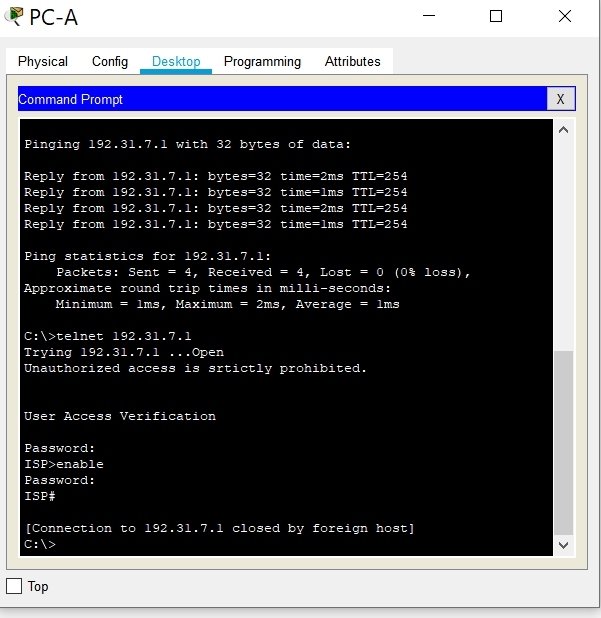 PC-A
Physical Config Desktop Programming Attributes
Command Prompt X
Pinging 192.31.7.1 with 32 bytes of data:
Reply from 192.31.7.1: bytes=32 time=2ms TTL=254
Reply from 192.31.7.1: bytes=32 time=1ms TTL=254
Reply from 192.31.7.1: bytes=32 time=2ms TTL=254
Reply from 192.31.7.1: bytes=32 time=1ms TTL=254
Ping statistics for 192.31.7.1:
Packets: Sent = 4, Received = 4, Lost = 0 (0% loss),
Approximate round trip times in milli-seconds:
Minimum = 1ms, Maximum = 2ms, Average = 1ms
C:\>telnet 192.31.7.1
Trying 192.31.7.1 ...Open
Unauthorized access is srtictly prohibited.
User Access Verification
Password:
ISP>enable
Password:
ISP#
[Connection to 192.31.7.1 closed by foreign host]
C:\>
Top